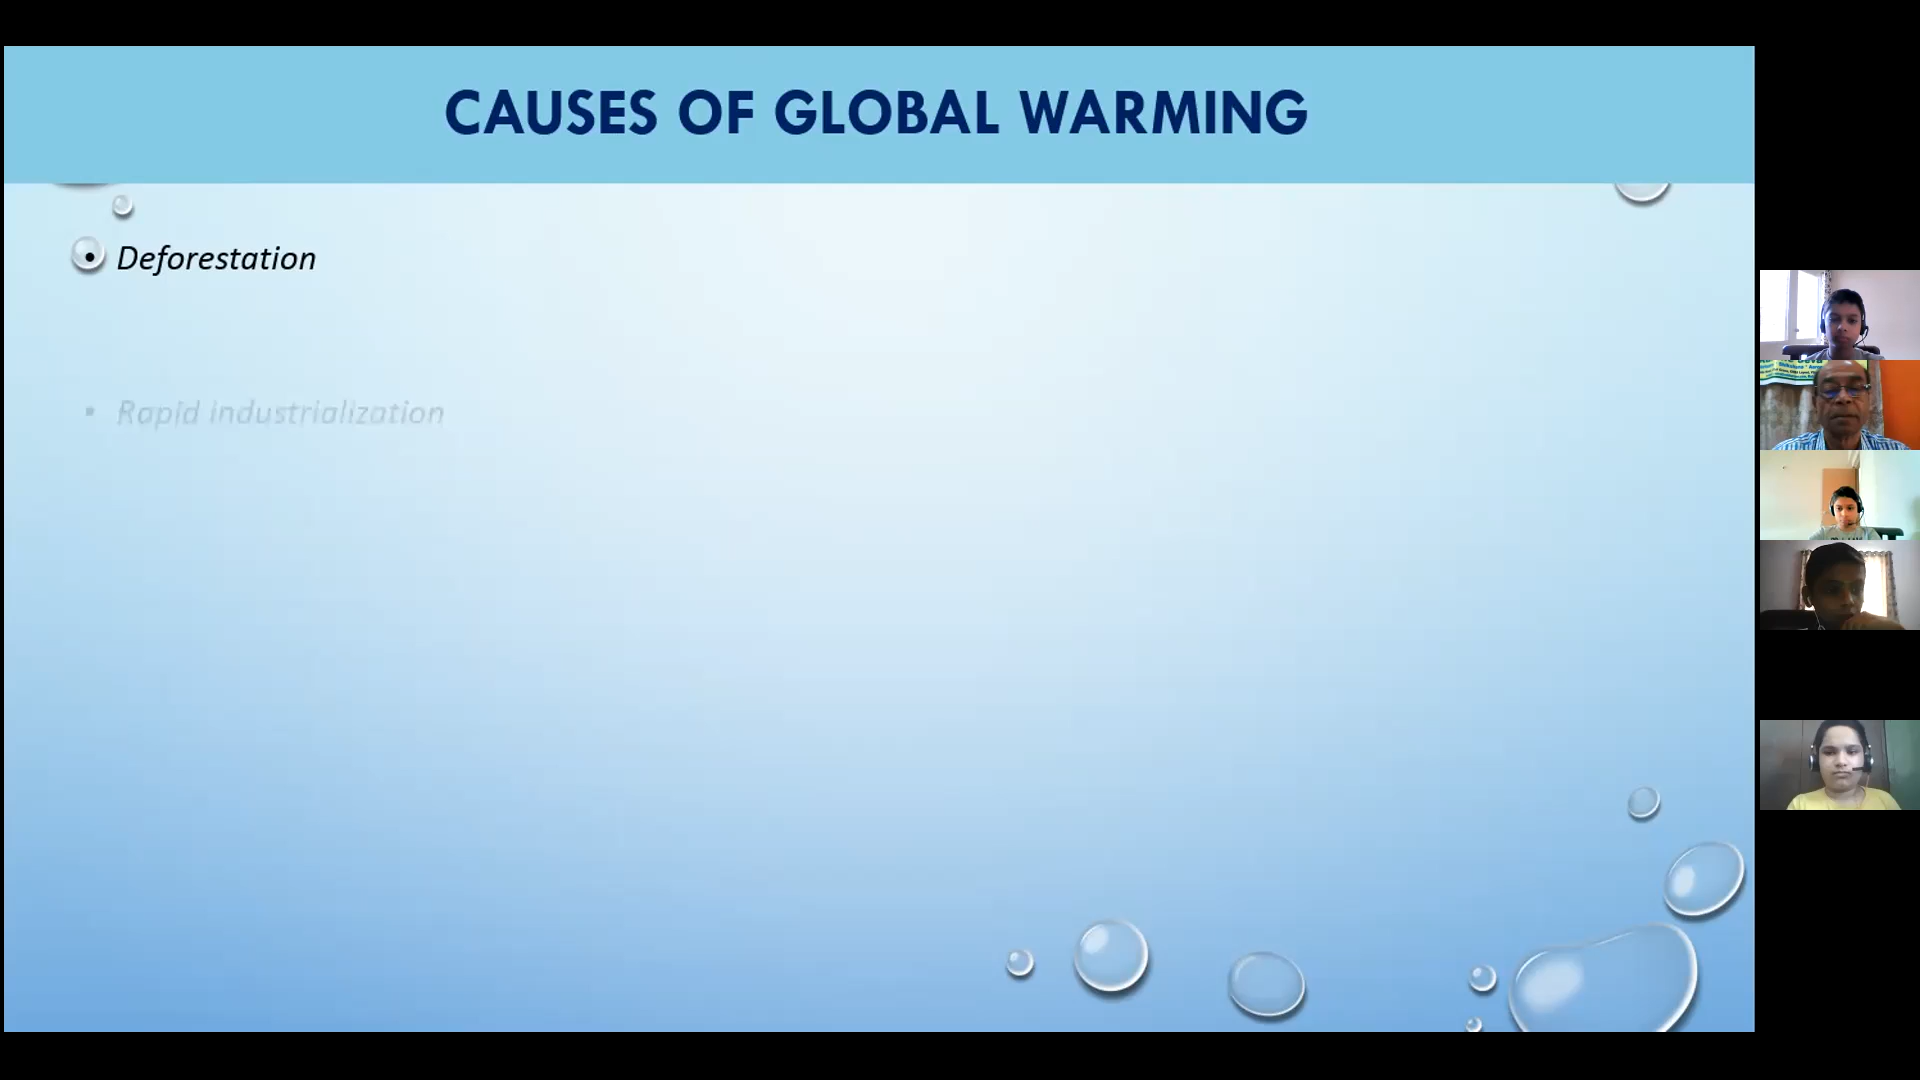 CAUSES OF GLOBAL WARMING
• Deforestation
• Rapid industrialization